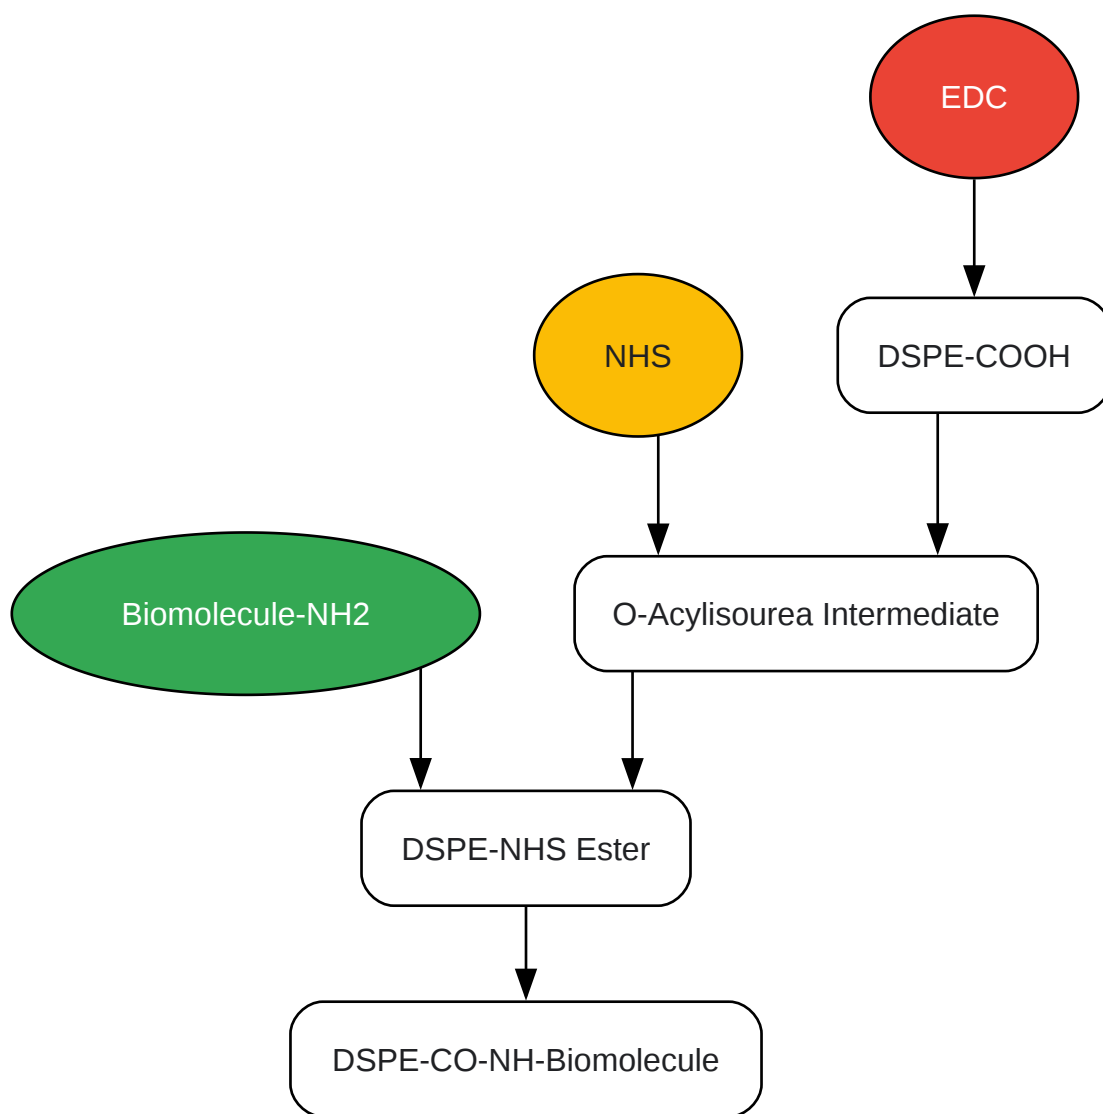 EDC
NHS
DSPE-COOH
Biomolecule-NH2
O-Acylisourea Intermediate
DSPE-NHS Ester
DSPE-CO-NH-Biomolecule